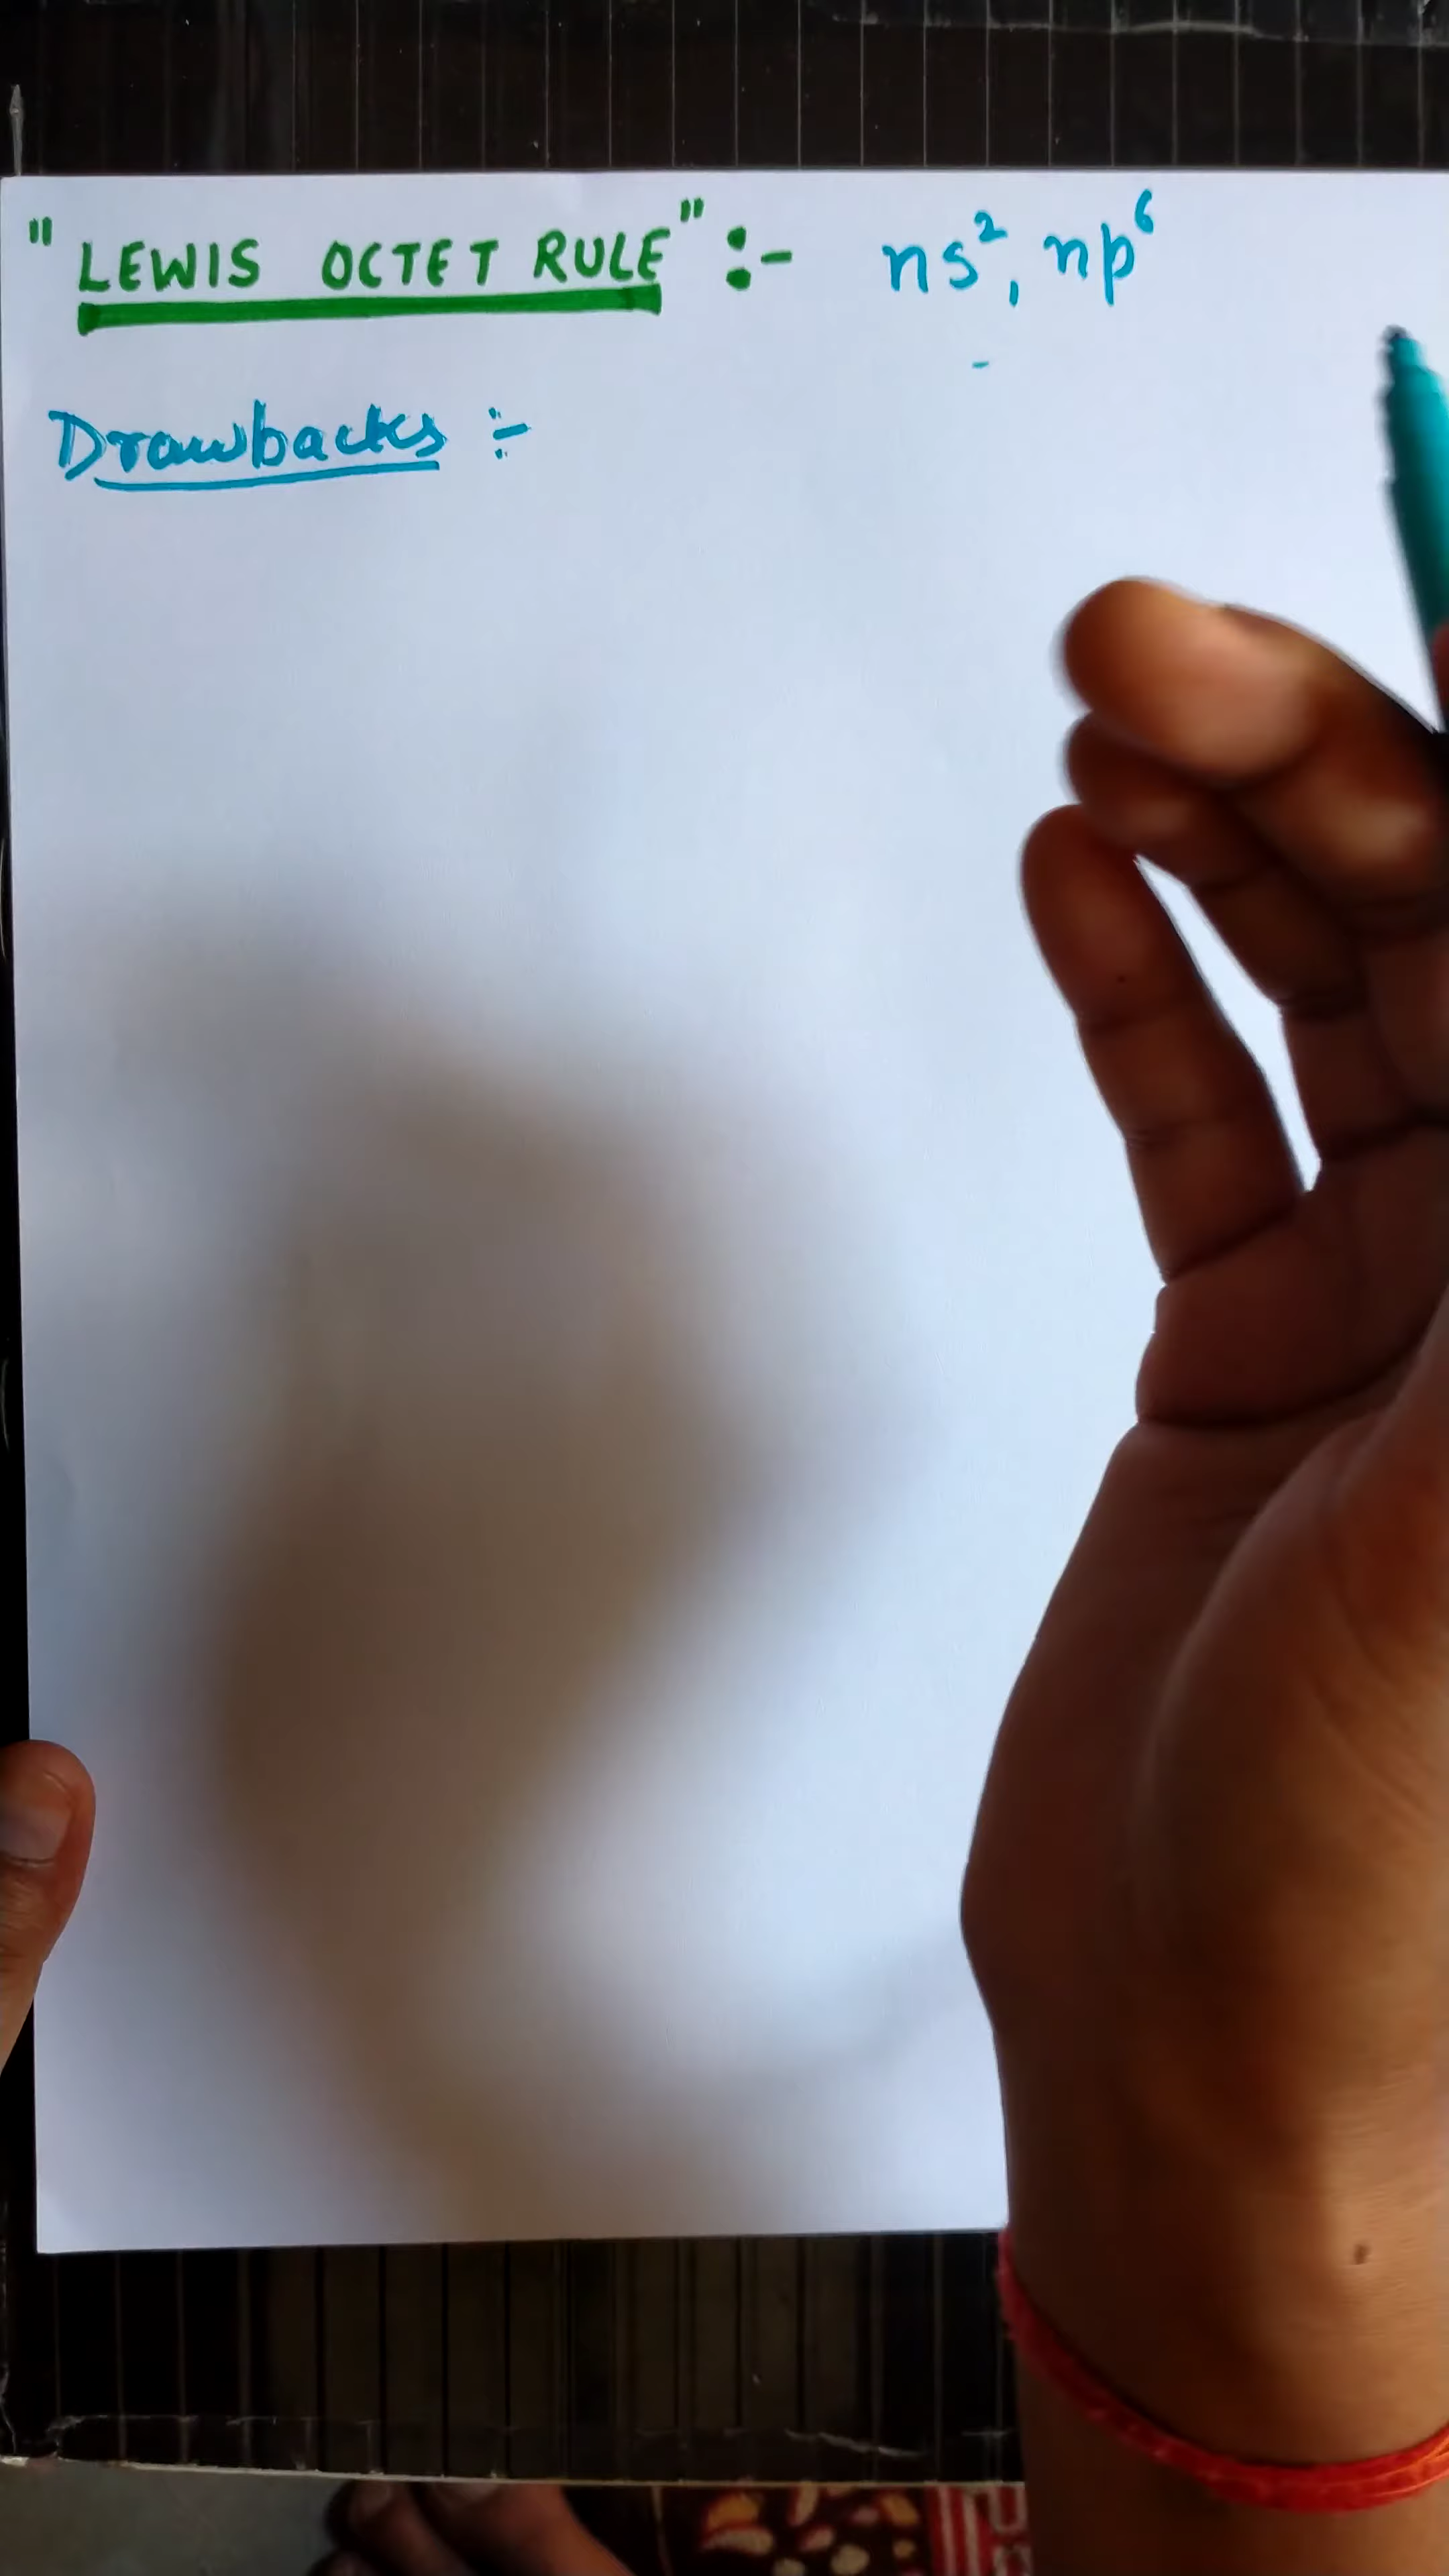 "LEWIS OCTET RULE" :- ns², np⁶
Drawbacks :-